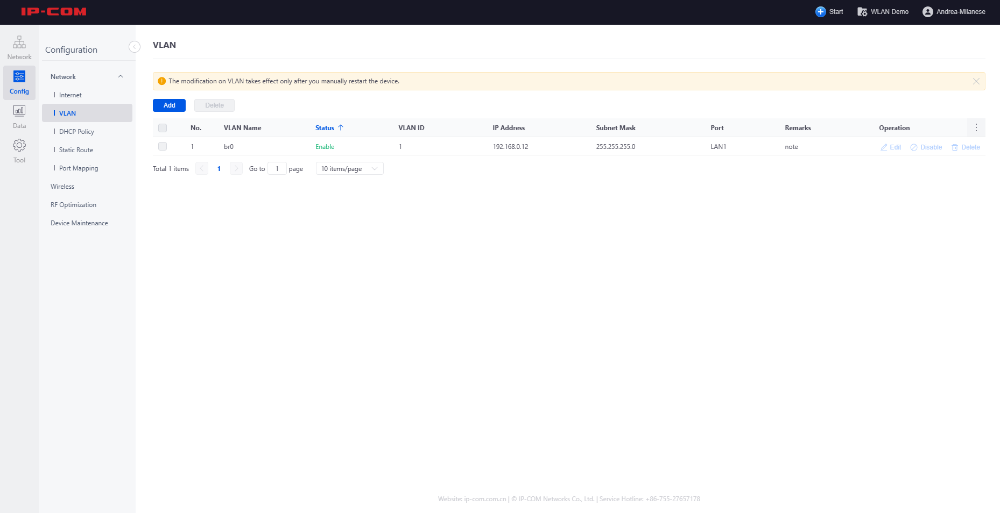 IP-COM
Start WLAN Demo Andrea-Milanese
Network
Config
Data
Tool
Configuration
Network
Internet
VLAN
DHCP Policy
Static Route
Port Mapping
Wireless
RF Optimization
Device Maintenance
VLAN
The modification on VLAN takes effect only after you manually restart the device.
Add Delete
No. VLAN Name Status VLAN ID IP Address Subnet Mask Port Remarks Operation
1 br0 Enable 1 192.168.0.12 255.255.255.0 LAN1 note Edit Disable Delete
Total 1 items 1 Go to 1 page 10 items/page
Website: ip-com.com.cn | © IP-COM Networks Co., Ltd. | Service Hotline: +86-755-27657178